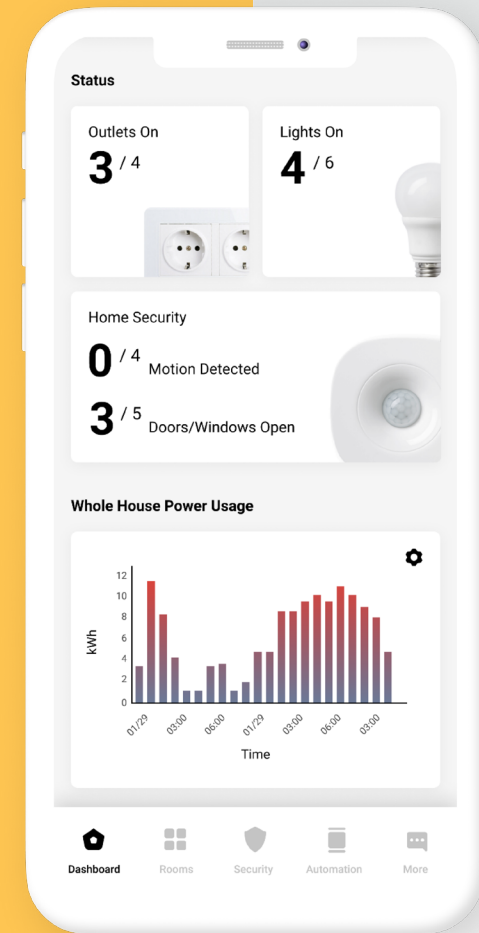 Status
Outlets On
3 / 4
Lights On
4 / 6
Home Security
0 / 4 Motion Detected
3 / 5 Doors/Windows Open
Whole House Power Usage
12
10
8
6
4
2
0
kWh
01/29 03:00 06:00 01/29 03:00 06:00 03:00
Time
Dashboard Rooms Security Automation More